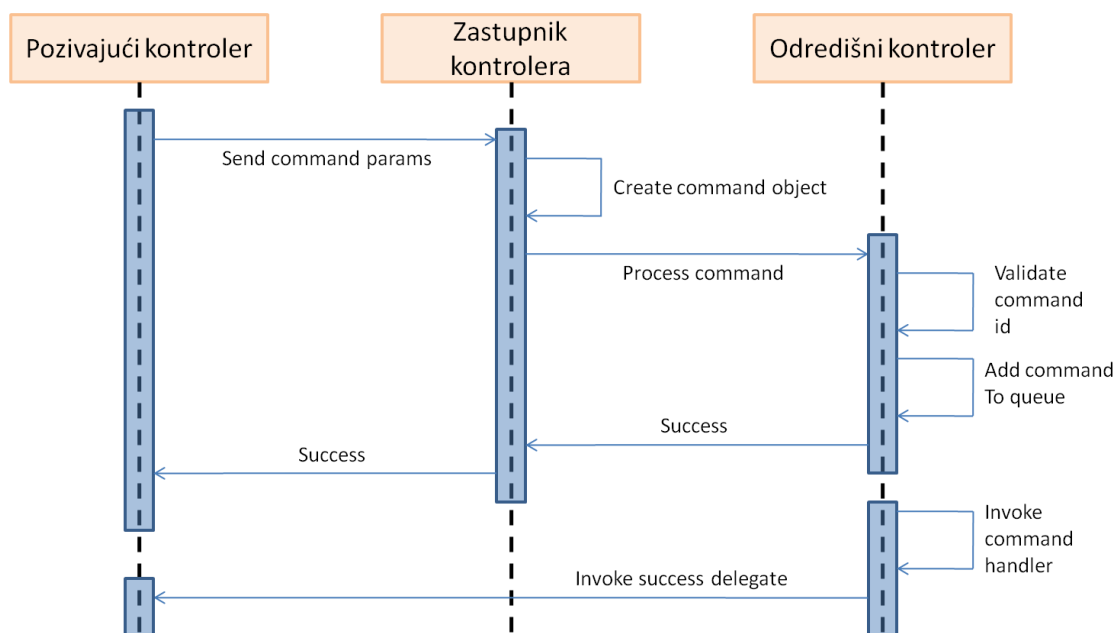 Pozivajući kontroler
Zastupnik
kontrolera
Odredišni kontroler
Send command params
Create command object
Process command
Validate
command
id
Add command
To queue
Success
Success
Invoke
command
handler
Invoke success delegate